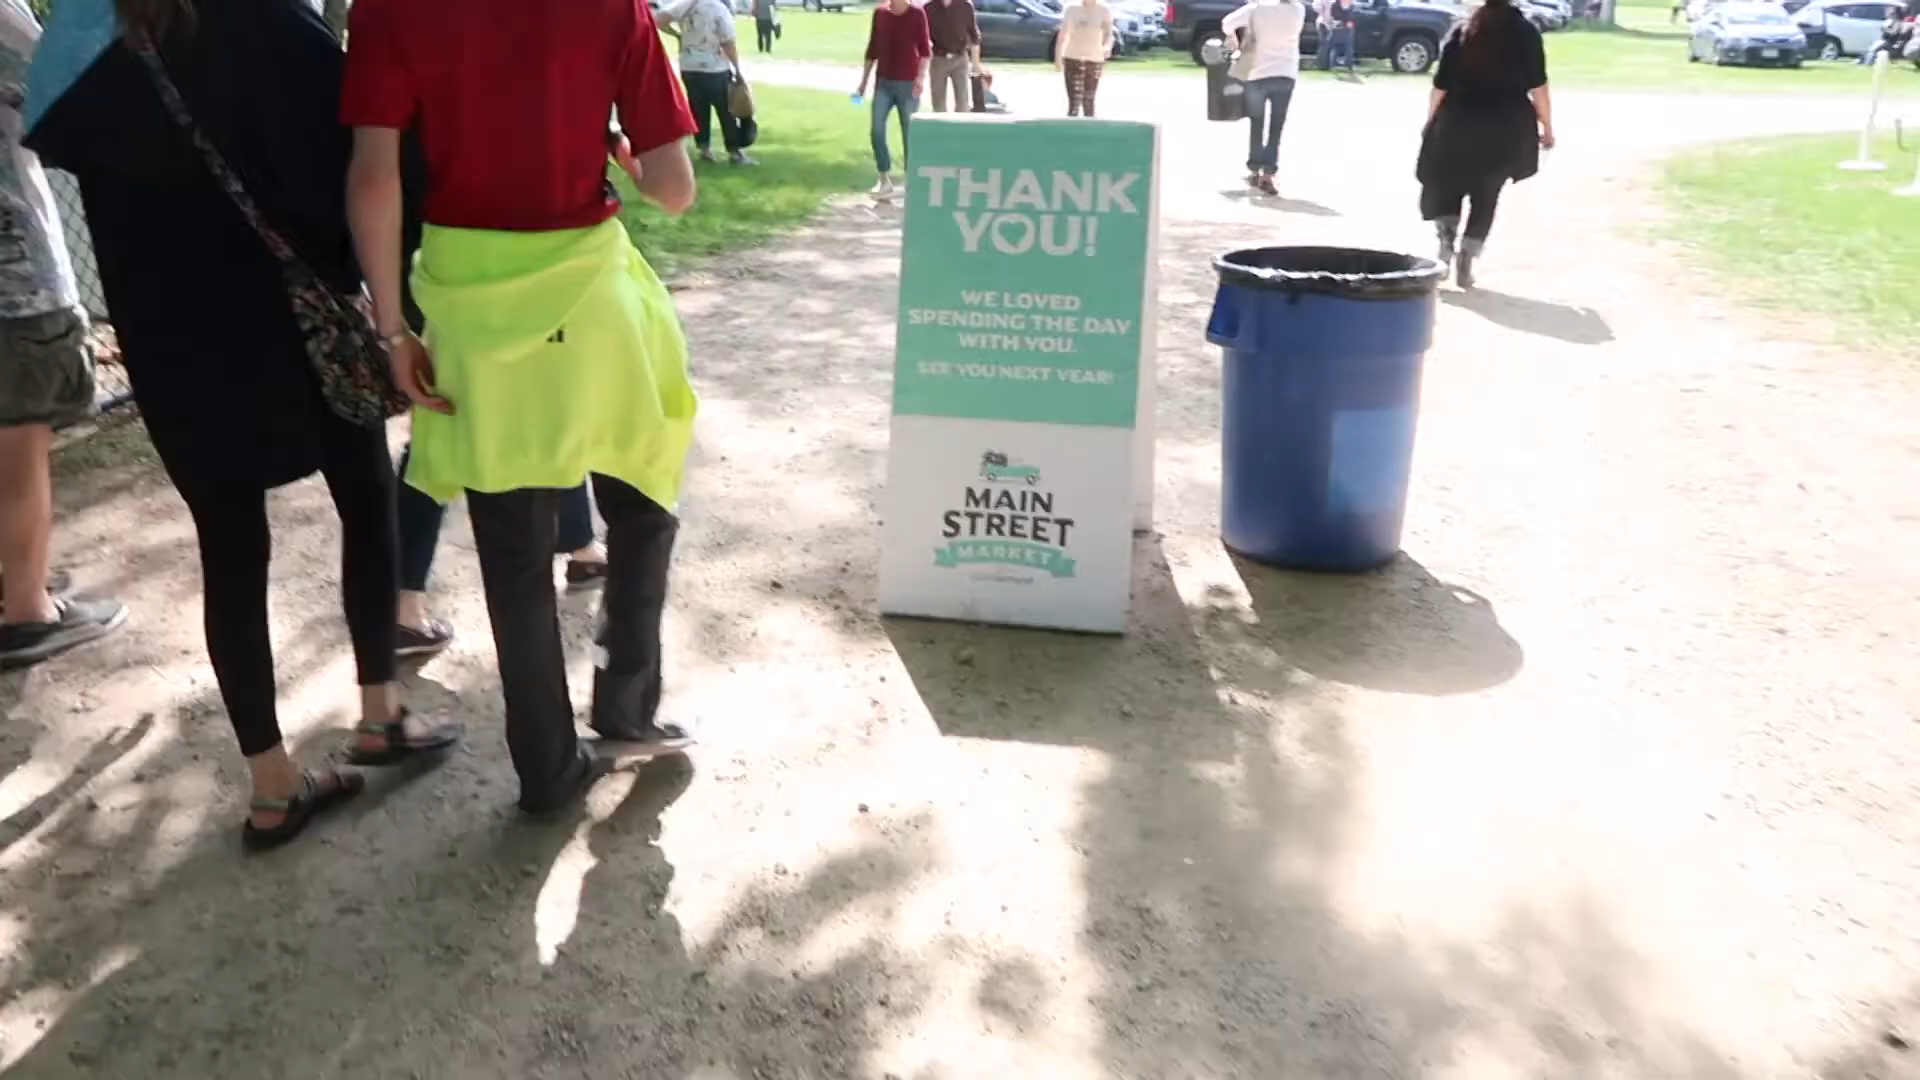 THANK
YOU!
WE LOVED
SPENDING THE DAY
WITH YOU.
SEE YOU NEXT YEAR!
MAIN
STREET
MARKET